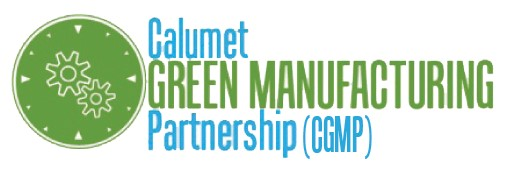 Calumet
GREEN MANUFACTURING
Partnership (CGMP)